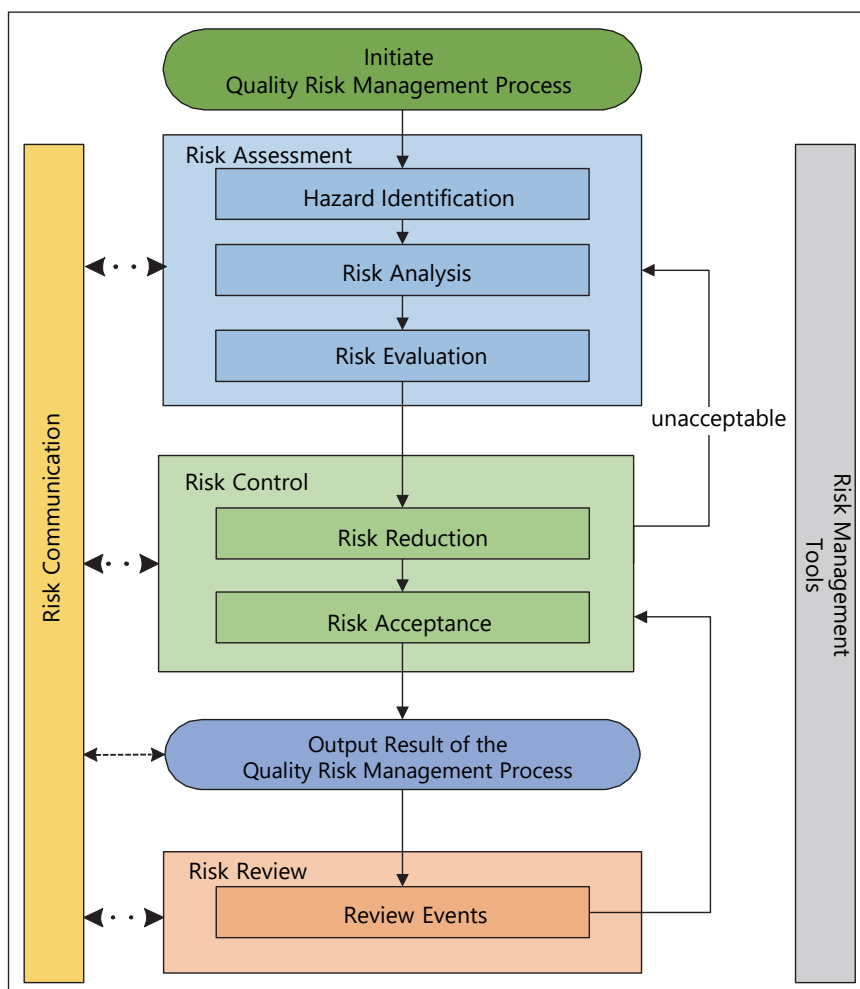 Initiate
Quality Risk Management Process
Risk Assessment
Hazard Identification
Risk Analysis
Risk Evaluation
unacceptable
Risk Control
Risk Reduction
Risk Acceptance
Output Result of the
Quality Risk Management Process
Risk Review
Review Events
Risk Communication
Risk Management
Tools